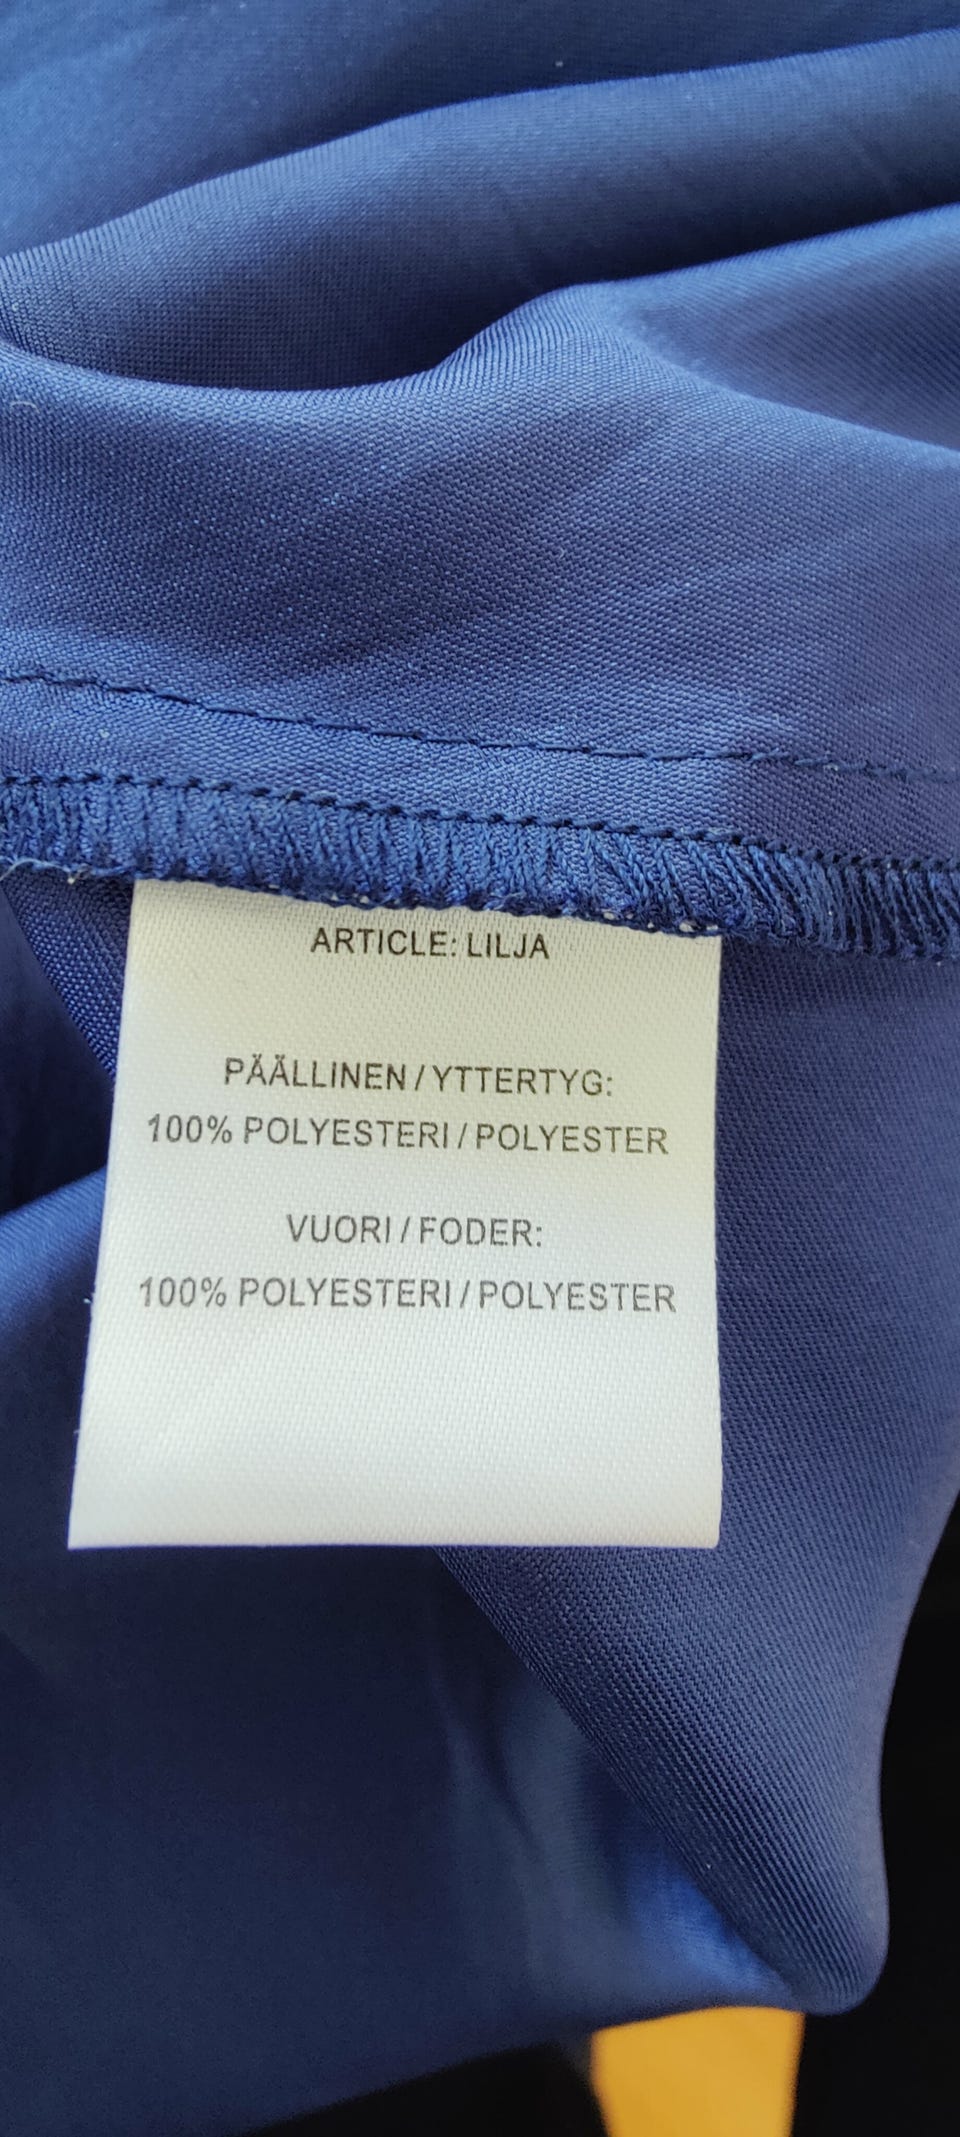 ARTICLE: LILJA
PÄÄLLINEN / YTTERTYG:
100% POLYESTERI / POLYESTER
VUORI / FODER:
100% POLYESTERI / POLYESTER